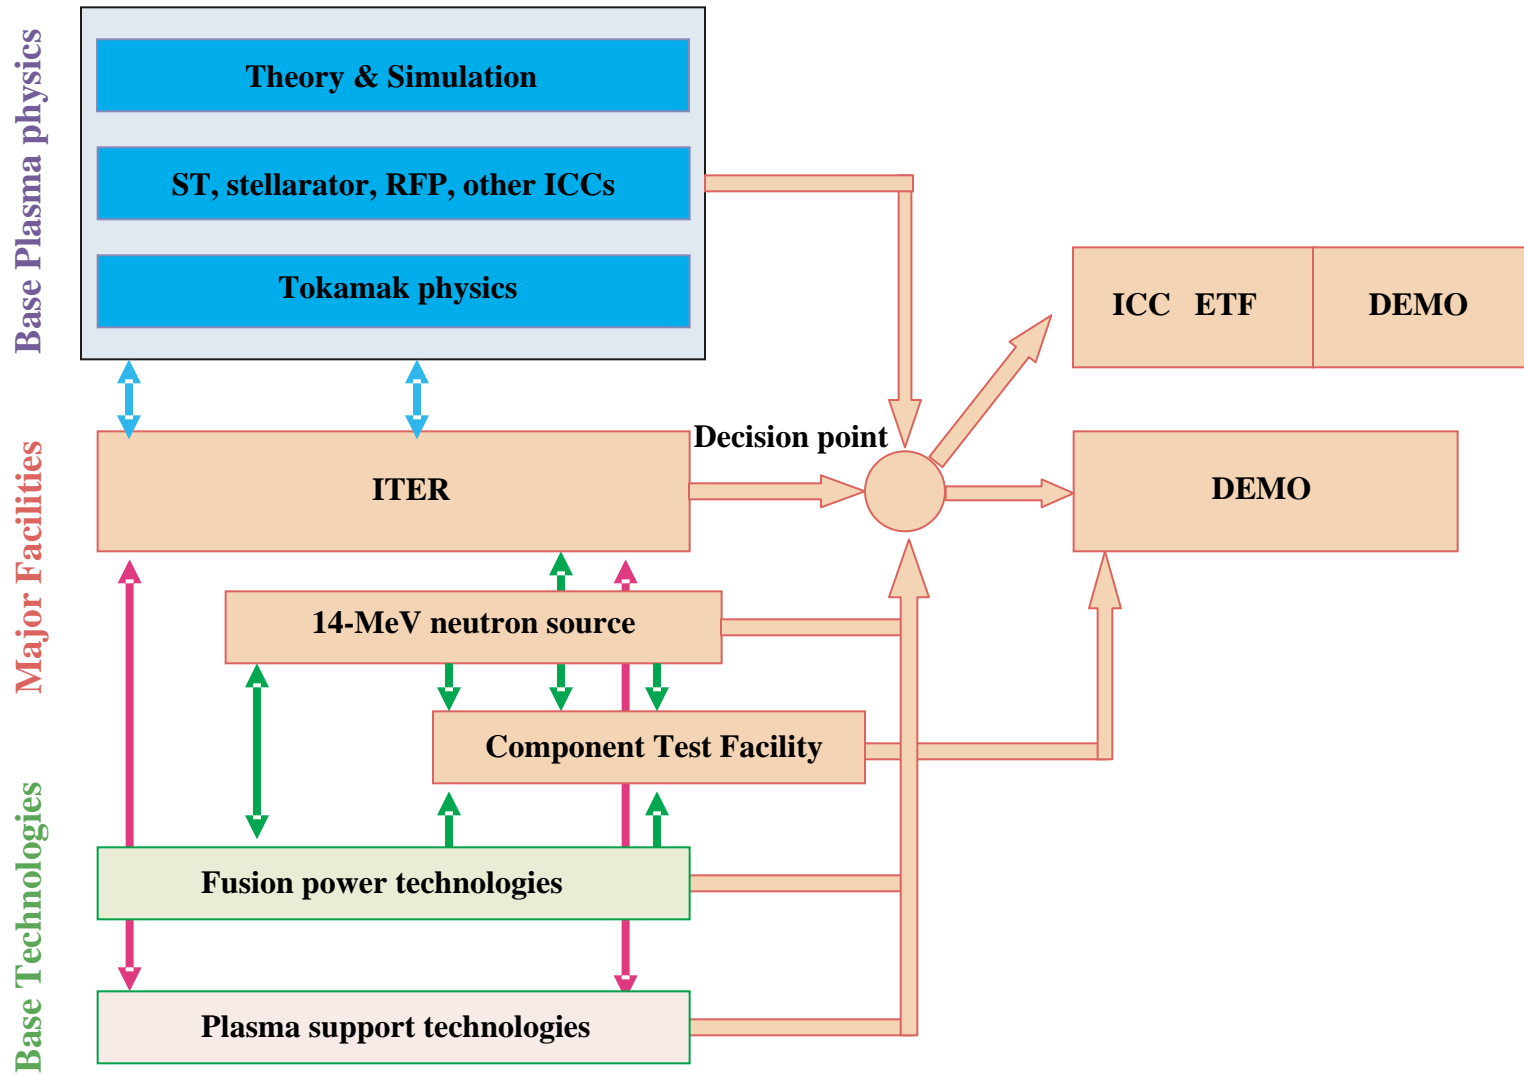 Base Plasma physics
Theory & Simulation
ST, stellarator, RFP, other ICCs
Tokamak physics
ICC ETF
DEMO
Major Facilities
Decision point
ITER
DEMO
14-MeV neutron source
Component Test Facility
Base Technologies
Fusion power technologies
Plasma support technologies